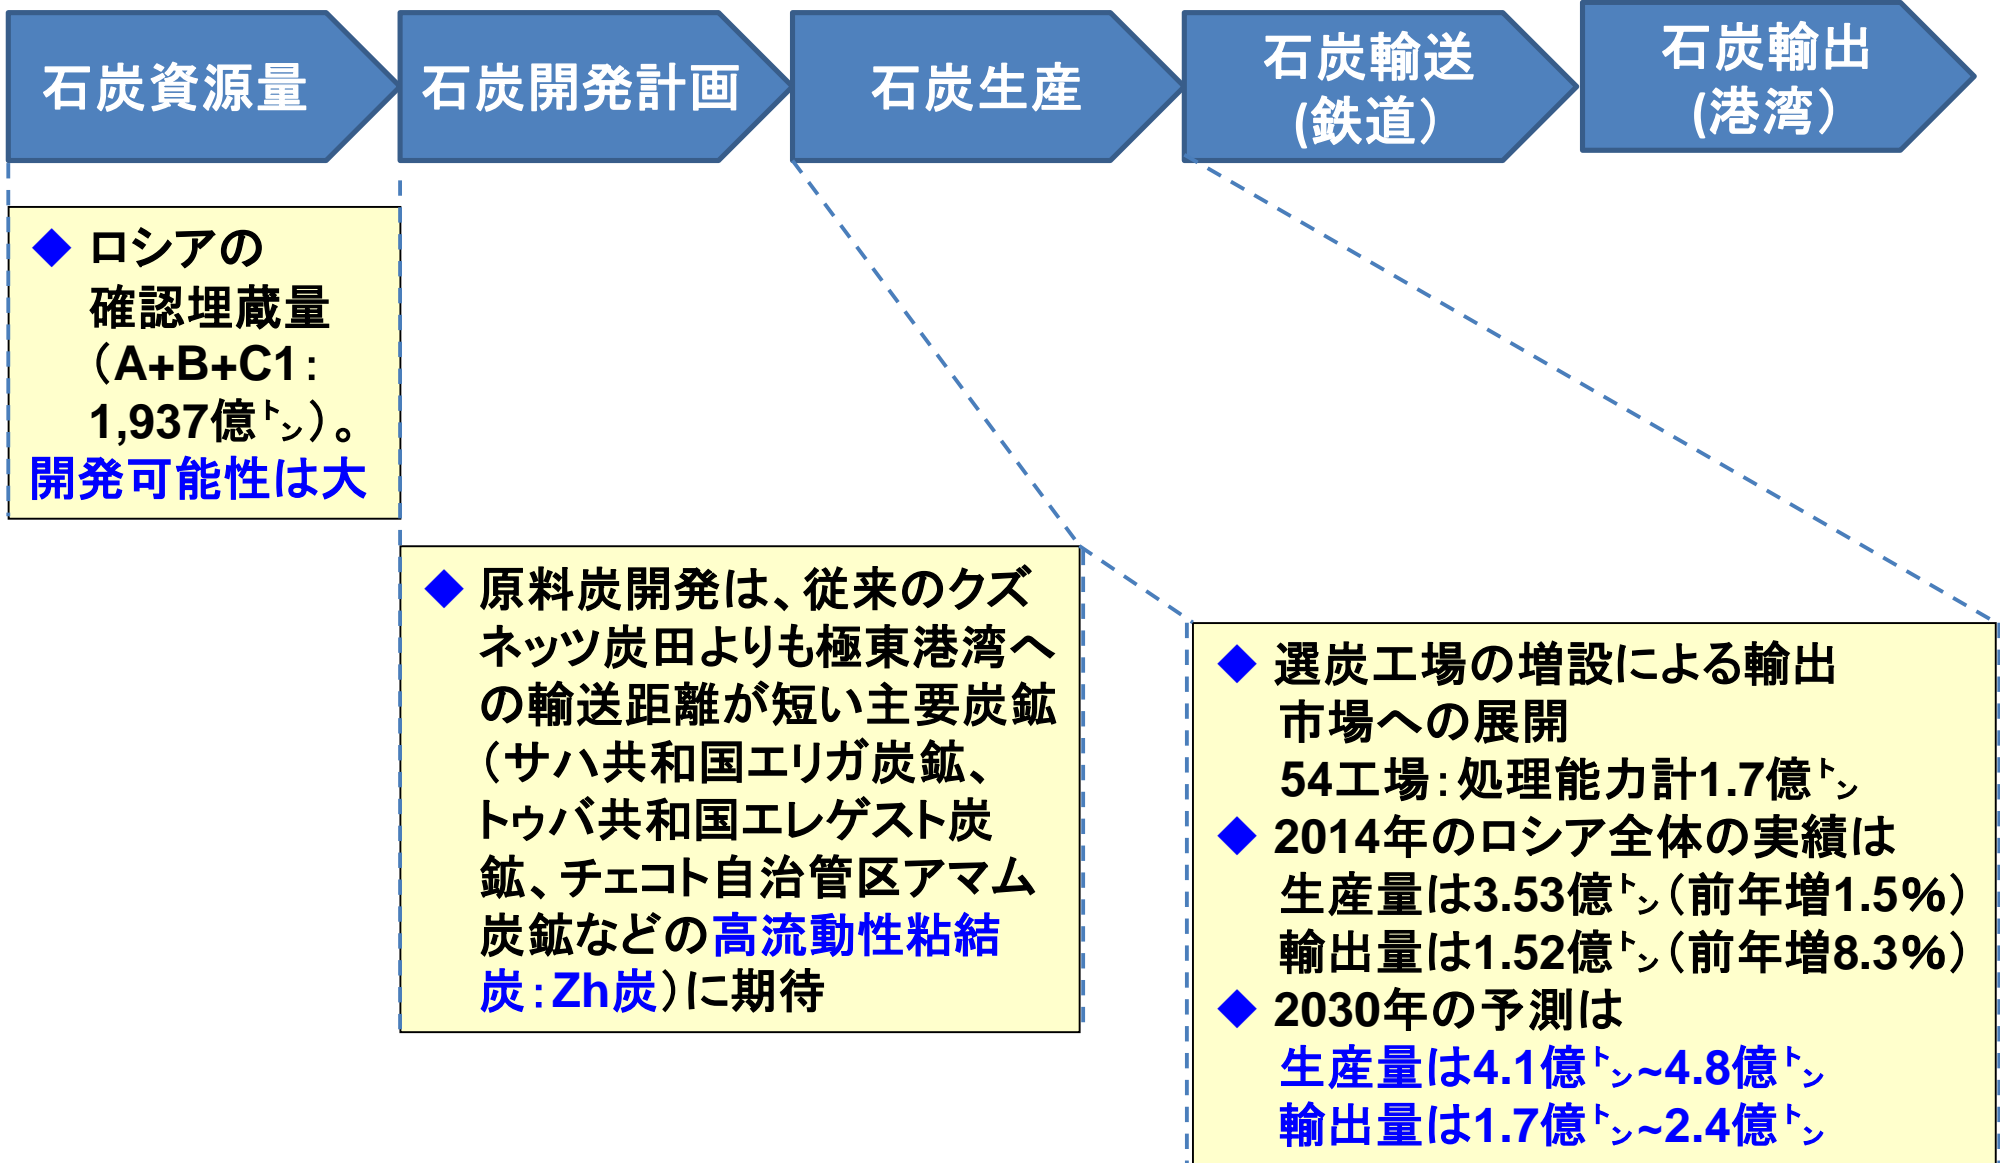 石炭資源量
石炭開発計画
石炭生産
石炭輸送
(鉄道）
石炭輸出
(港湾）
◆ ロシアの
確認埋蔵量
（A+B+C1：
1,937億㌧）。
開発可能性は大
◆ 原料炭開発は、従来のクズ
ネッツ炭田よりも極東港湾へ
の輸送距離が短い主要炭鉱
（サハ共和国エリガ炭鉱、
トゥバ共和国エレゲスト炭
鉱、チェコト自治管区アマム
炭鉱などの高流動性粘結
炭：Zh炭）に期待
◆ 選炭工場の増設による輸出
市場への展開
54工場：処理能力計1.7億㌧
◆ 2014年のロシア全体の実績は
生産量は3.53億㌧（前年増1.5%）
輸出量は1.52億㌧（前年増8.3%）
◆ 2030年の予測は
生産量は4.1億㌧~4.8億㌧
輸出量は1.7億㌧~2.4億㌧